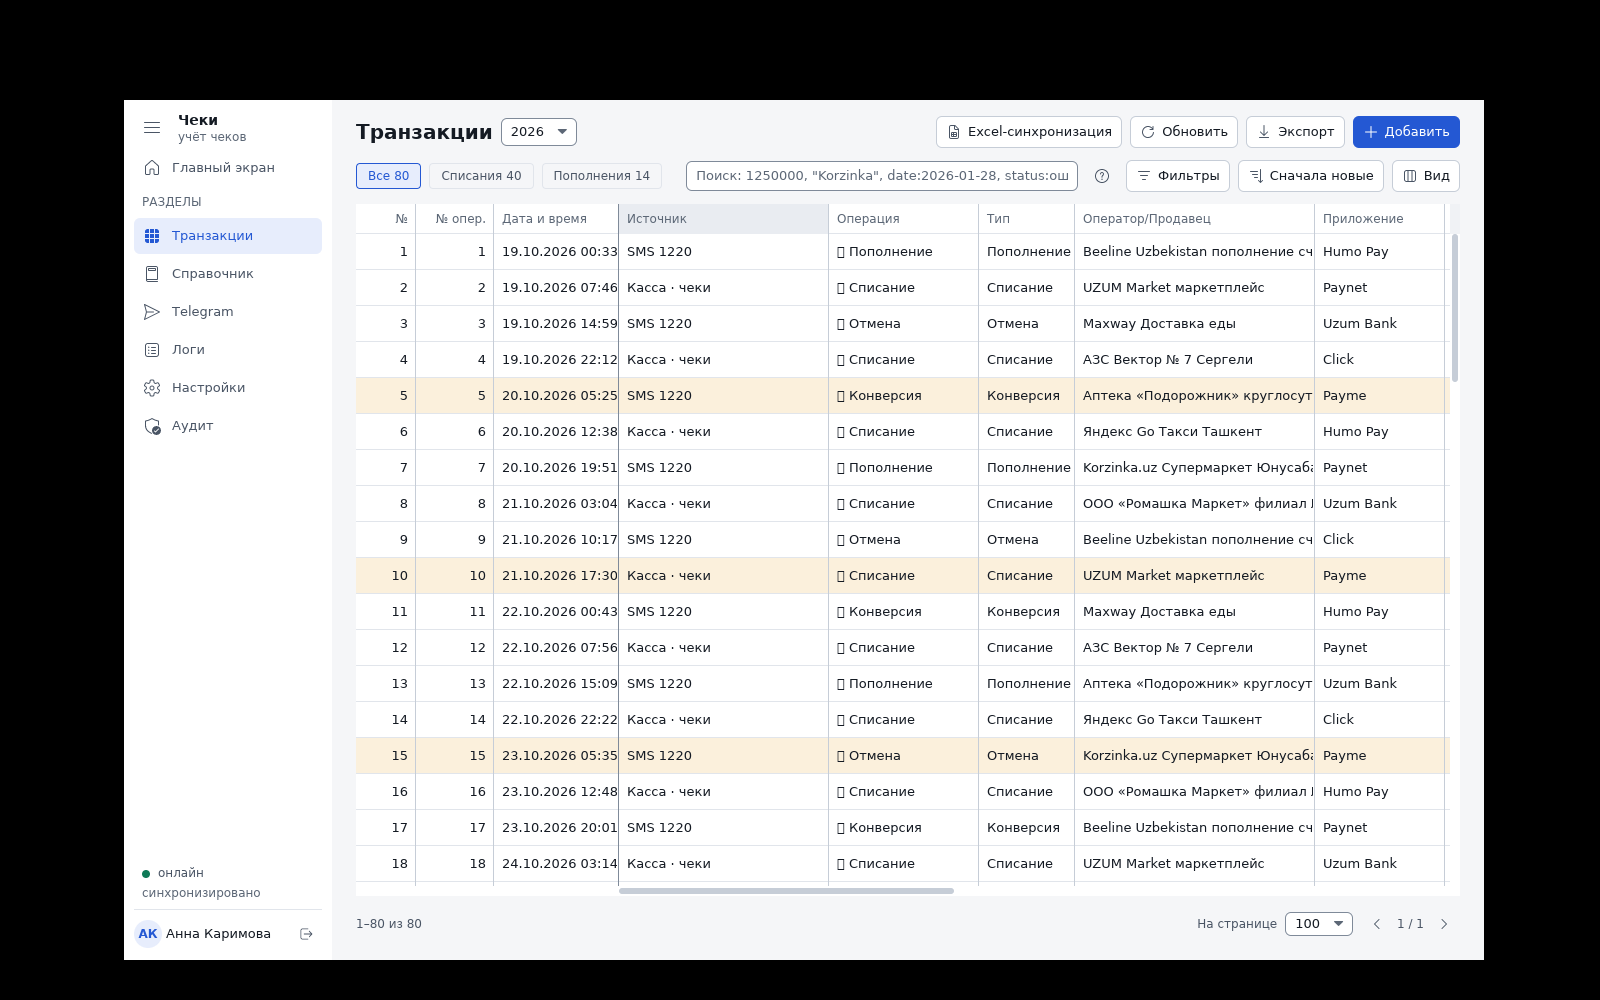 Чеки
учёт чеков
Главный экран
РАЗДЕЛЫ
Транзакции
Справочник
Telegram
Логи
Настройки
Аудит
онлайн
синхронизировано
АК Анна Каримова
Транзакции 2026 Excel-синхронизация Обновить Экспорт Добавить
Все 80 Списания 40 Пополнения 14 Поиск: 1250000, "Korzinka", date:2026-01-28, status:ош Фильтры Сначала новые Вид
№ № опер. Дата и время Источник Операция Тип Оператор/Продавец Приложение
1 1 19.10.2026 00:33 SMS 1220 Пополнение Пополнение Beeline Uzbekistan пополнение сч Humo Pay
2 2 19.10.2026 07:46 Касса · чеки Списание Списание UZUM Market маркетплейс Paynet
3 3 19.10.2026 14:59 SMS 1220 Отмена Отмена Maxway Доставка еды Uzum Bank
4 4 19.10.2026 22:12 Касса · чеки Списание Списание АЗС Вектор № 7 Сергели Click
5 5 20.10.2026 05:25 SMS 1220 Конверсия Конверсия Аптека «Подорожник» круглосут Payme
6 6 20.10.2026 12:38 Касса · чеки Списание Списание Яндекс Go Такси Ташкент Humo Pay
7 7 20.10.2026 19:51 SMS 1220 Пополнение Пополнение Korzinka.uz Супермаркет Юнусаба Paynet
8 8 21.10.2026 03:04 Касса · чеки Списание Списание ООО «Ромашка Маркет» филиал Uzum Bank
9 9 21.10.2026 10:17 SMS 1220 Отмена Отмена Beeline Uzbekistan пополнение сч Click
10 10 21.10.2026 17:30 Касса · чеки Списание Списание UZUM Market маркетплейс Payme
11 11 22.10.2026 00:43 SMS 1220 Конверсия Конверсия Maxway Доставка еды Humo Pay
12 12 22.10.2026 07:56 Касса · чеки Списание Списание АЗС Вектор № 7 Сергели Paynet
13 13 22.10.2026 15:09 SMS 1220 Пополнение Пополнение Аптека «Подорожник» круглосут Uzum Bank
14 14 22.10.2026 22:22 Касса · чеки Списание Списание Яндекс Go Такси Ташкент Click
15 15 23.10.2026 05:35 SMS 1220 Отмена Отмена Korzinka.uz Супермаркет Юнусаба Payme
16 16 23.10.2026 12:48 Касса · чеки Списание Списание ООО «Ромашка Маркет» филиал Humo Pay
17 17 23.10.2026 20:01 SMS 1220 Конверсия Конверсия Beeline Uzbekistan пополнение сч Paynet
18 18 24.10.2026 03:14 Касса · чеки Списание Списание UZUM Market маркетплейс Uzum Bank
1–80 из 80 На странице 100 1 / 1